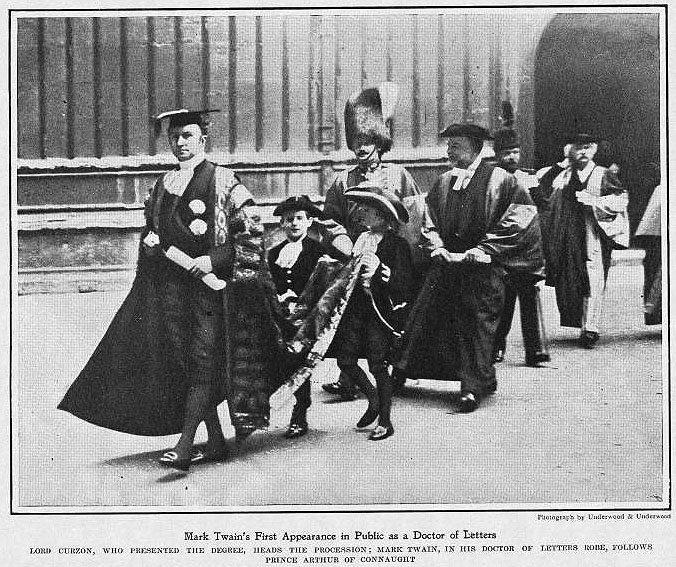 Photograph by Underwood & Underwood
Mark Twain's First Appearance in Public as a Doctor of Letters
LORD CURZON, WHO PRESENTED THE DEGREE, HEADS THE PROCESSION; MARK TWAIN, IN HIS DOCTOR OF LETTERS ROBE, FOLLOWS
PRINCE ARTHUR OF CONNAUGHT